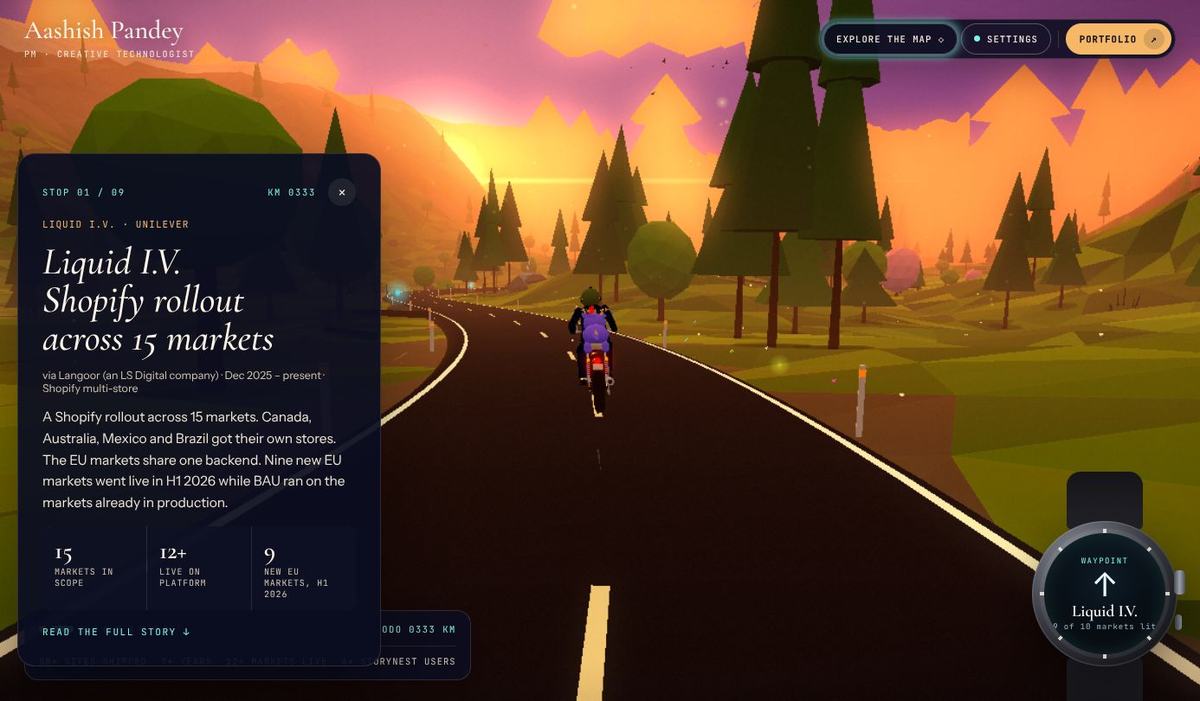 Aashish Pandey
PM · CREATIVE TECHNOLOGIST
EXPLORE THE MAP ◇
SETTINGS
PORTFOLIO ↗
STOP 01 / 09
KM 0333
×
LIQUID I.V. · UNILEVER
Liquid I.V.
Shopify rollout
across 15 markets
via Langoor (an LS Digital company) · Dec 2025 – present ·
Shopify multi-store
A Shopify rollout across 15 markets. Canada,
Australia, Mexico and Brazil got their own stores.
The EU markets share one backend. Nine new EU
markets went live in H1 2026 while BAU ran on the
markets already in production.
15
MARKETS IN
SCOPE
12+
LIVE ON
PLATFORM
9
NEW EU
MARKETS, H1
2026
READ THE FULL STORY ↓
ODO 0333 KM
ORYNEST USERS
WAYPOINT
↑
Liquid I.V.
of 10 markets lit